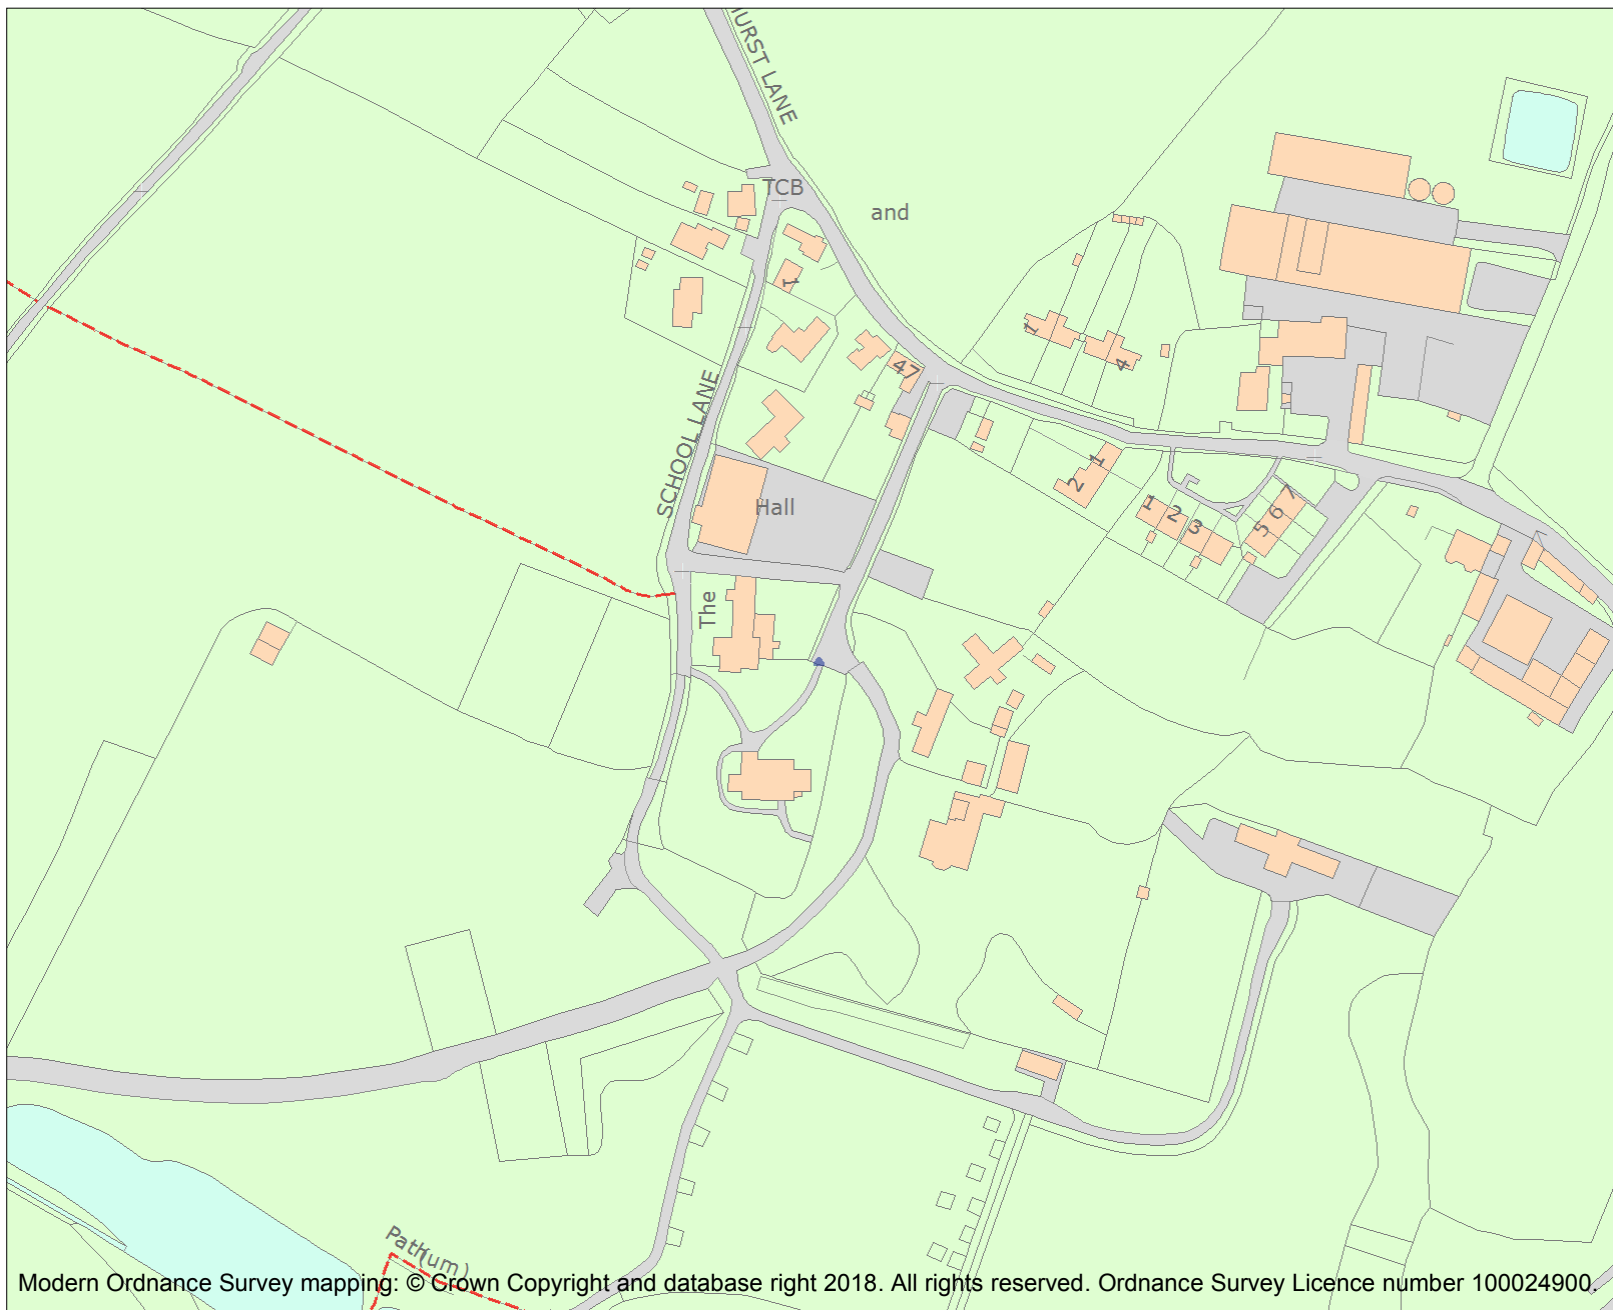 HURST LANE
TCB
and
1
1
4
47
SCHOOL LANE
1
2
Hall
1
2
3
5
6
7
The
Path
(um)
Modern Ordnance Survey mapping: © Crown Copyright and database right 2018. All rights reserved. Ordnance Survey Licence number 100024900.